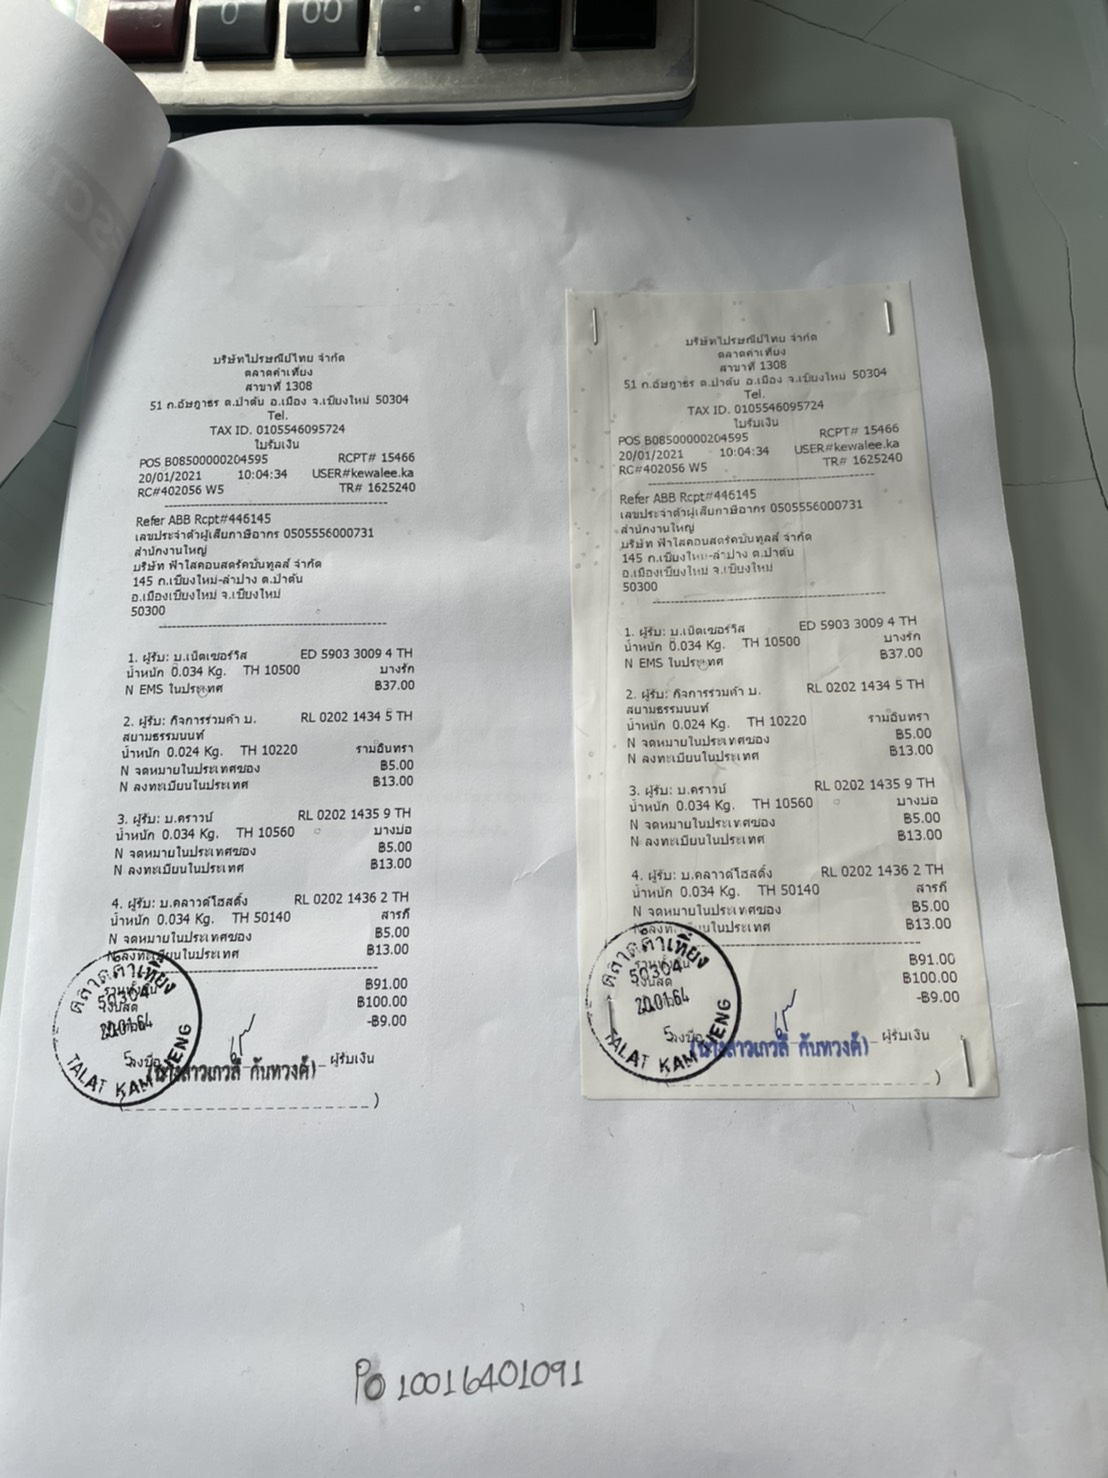 0
00
.
บริษัทไปรษณีย์ไทย จำกัด
ตลาดคำเที่ยง
สาขาที่ 1308
51 ถ.อัษฎาธร ต.ป่าตัน อ.เมือง จ.เชียงใหม่ 50304
Tel.
TAX ID. 0105546095724
ใบรับเงิน
POS B08500000204595 RCPT# 15466
20/01/2021 10:04:34 USER#kewalee.ka
RC#402056 W5 TR# 1625240
Refer ABB Rcpt#446145
เลขประจำตัวผู้เสียภาษีอากร 0505556000731
สำนักงานใหญ่
บริษัท ฟ้าใสคอนสตรัคชั่นทูลส์ จำกัด
145 ถ.เชียงใหม่-ลำปาง ต.ป่าตัน
อ.เมืองเชียงใหม่ จ.เชียงใหม่
50300
1. ผู้รับ: บ.เน็ตเซอร์วิส ED 5903 3009 4 TH
น้ำหนัก 0.034 Kg. TH 10500 บางรัก
N EMS ในประเทศ ฿37.00
2. ผู้รับ: กิจการร่วมค้า บ. RL 0202 1434 5 TH
สยามธรรมนนท์
น้ำหนัก 0.024 Kg. TH 10220 รามอินทรา
N จดหมายในประเทศซอง ฿5.00
N ลงทะเบียนในประเทศ ฿13.00
3. ผู้รับ: บ.คราวน์ RL 0202 1435 9 TH
น้ำหนัก 0.034 Kg. TH 10560 บางบ่อ
N จดหมายในประเทศซอง ฿5.00
N ลงทะเบียนในประเทศ ฿13.00
4. ผู้รับ: บ.คลาวด์โฮสติ้ง RL 0202 1436 2 TH
น้ำหนัก 0.034 Kg. TH 50140 สารภี
N จดหมายในประเทศซอง ฿5.00
N ลงทะเบียนในประเทศ ฿13.00
รวมทั้งสิ้น ฿91.00
เงินสด ฿100.00
-฿9.00
ลงชื่อ ผู้รับเงิน
(นางสาวเกวลี กันทวงค์)
(                    )
ตลาดคำเที่ยง
50304
20.01.64
5
TALAT KAM THIENG
บริษัทไปรษณีย์ไทย จำกัด
ตลาดคำเที่ยง
สาขาที่ 1308
51 ถ.อัษฎาธร ต.ป่าตัน อ.เมือง จ.เชียงใหม่ 50304
Tel.
TAX ID. 0105546095724
ใบรับเงิน
POS B08500000204595 RCPT# 15466
20/01/2021 10:04:34 USER#kewalee.ka
RC#402056 W5 TR# 1625240
Refer ABB Rcpt#446145
เลขประจำตัวผู้เสียภาษีอากร 0505556000731
สำนักงานใหญ่
บริษัท ฟ้าใสคอนสตรัคชั่นทูลส์ จำกัด
145 ถ.เชียงใหม่-ลำปาง ต.ป่าตัน
อ.เมืองเชียงใหม่ จ.เชียงใหม่
50300
1. ผู้รับ: บ.เน็ตเซอร์วิส ED 5903 3009 4 TH
น้ำหนัก 0.034 Kg. TH 10500 บางรัก
N EMS ในประเทศ ฿37.00
2. ผู้รับ: กิจการร่วมค้า บ. RL 0202 1434 5 TH
สยามธรรมนนท์
น้ำหนัก 0.024 Kg. TH 10220 รามอินทรา
N จดหมายในประเทศซอง ฿5.00
N ลงทะเบียนในประเทศ ฿13.00
3. ผู้รับ: บ.คราวน์ RL 0202 1435 9 TH
น้ำหนัก 0.034 Kg. TH 10560 บางบ่อ
N จดหมายในประเทศซอง ฿5.00
N ลงทะเบียนในประเทศ ฿13.00
4. ผู้รับ: บ.คลาวด์โฮสติ้ง RL 0202 1436 2 TH
น้ำหนัก 0.034 Kg. TH 50140 สารภี
N จดหมายในประเทศซอง ฿5.00
N ลงทะเบียนในประเทศ ฿13.00
รวมทั้งสิ้น ฿91.00
เงินสด ฿100.00
-฿9.00
ลงชื่อ ผู้รับเงิน
(นางสาวเกวลี กันทวงค์)
(                    )
ตลาดคำเที่ยง
50304
20.01.64
5
TALAT KAM THIENG
PO 10016401091